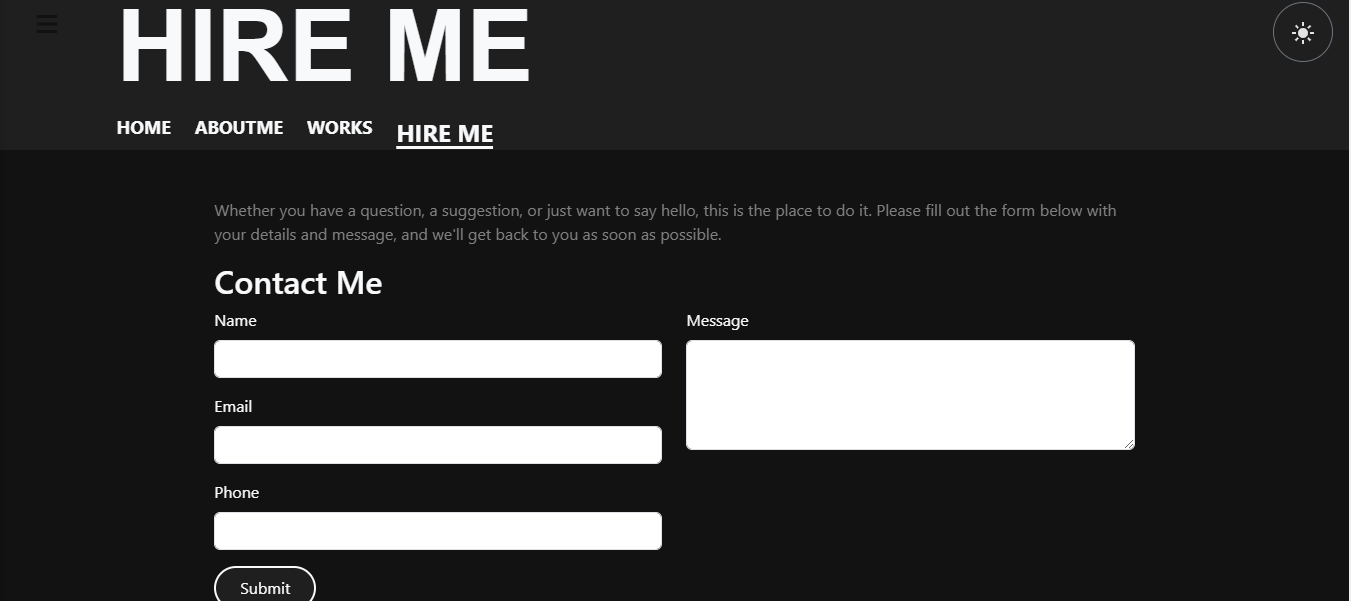 HIRE ME
HOME ABOUTME WORKS HIRE ME
Whether you have a question, a suggestion, or just want to say hello, this is the place to do it. Please fill out the form below with
your details and message, and we'll get back to you as soon as possible.
Contact Me
Name
Message
Email
Phone
Submit